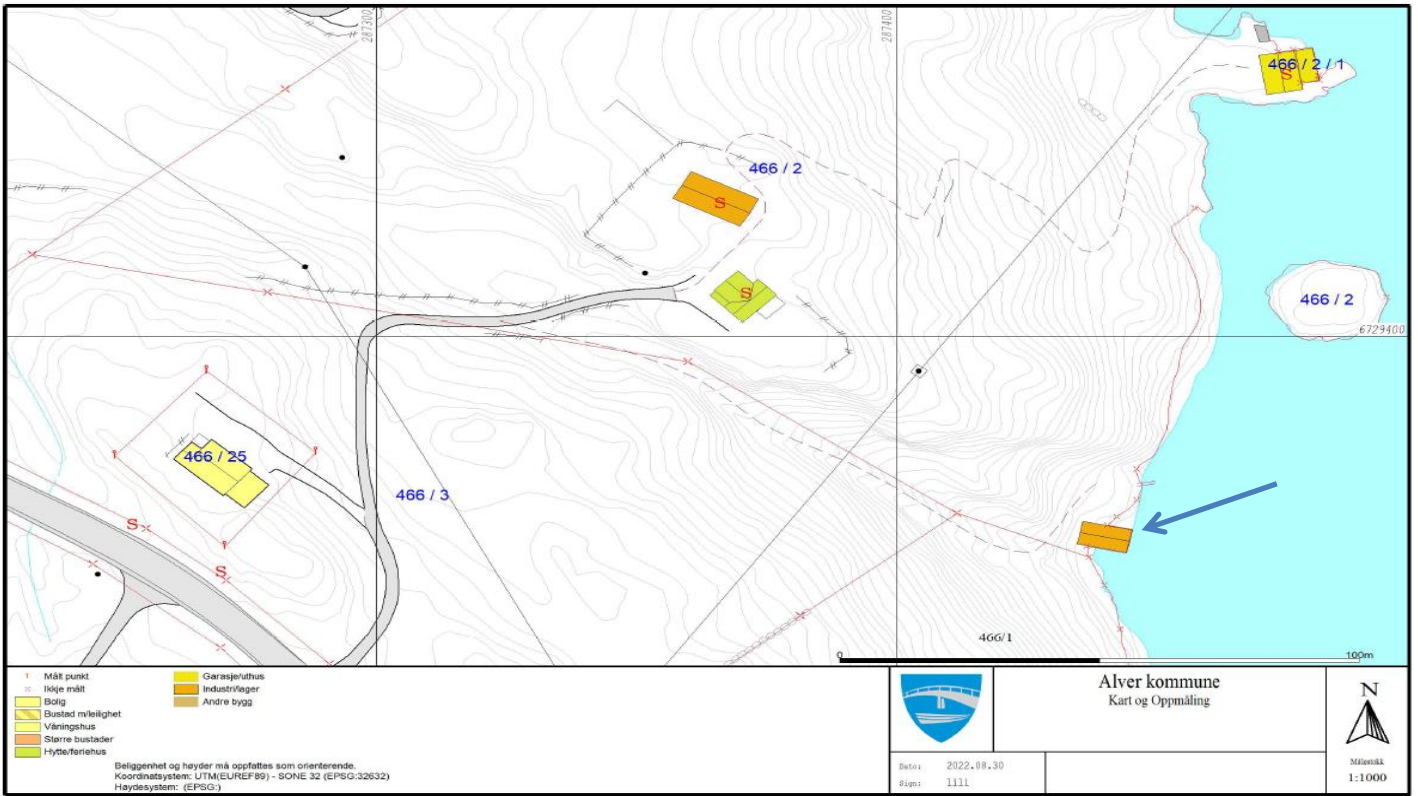 287300
287400
466 / 2 / 1
S
466 / 2
S
S
466 / 2
6729400
466 / 25
466 / 3
S
S
466/1
0
100m
Målt punkt
Ikkje målt
Bolig
Bustad m/leilighet
Våningshus
Større bustader
Hytte/feriehus
Garasje/uthus
Industri/lager
Andre bygg
Beliggenhet og høyder må oppfattes som orienterende.
Koordinatsystem: UTM(EUREF89) - SONE 32 (EPSG:32632)
Høydesystem: (EPSG:)
Alver kommune
Kart og Oppmåling
Dato: 2022.08.30
Sign: lill
N
Målestokk
1:1000